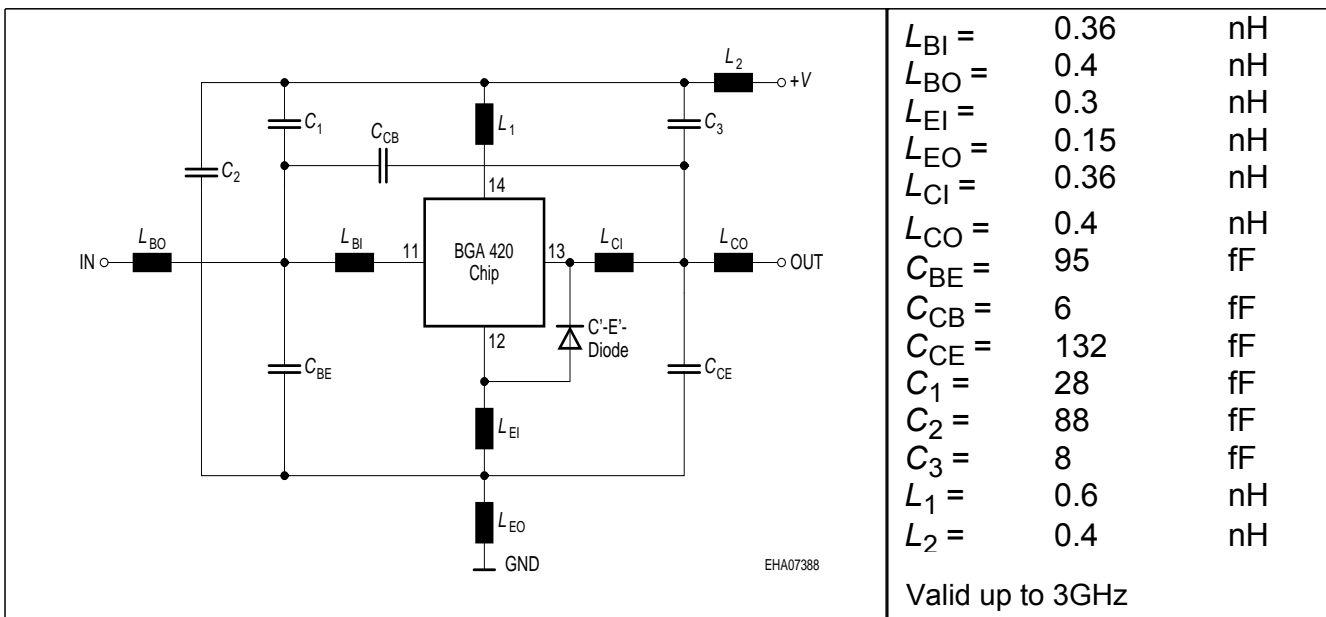 L2
+V
C1
L1
C3
CCB
C2
14
LBO
LBI
LCI
LCO
IN
11
BGA 420
Chip
13
OUT
12
C'-E'-
Diode
CBE
CCE
LEI
LEO
GND
EHA07388
LBI = 0.36 nH
LBO = 0.4 nH
LEI = 0.3 nH
LEO = 0.15 nH
LCI = 0.36 nH
LCO = 0.4 nH
CBE = 95 fF
CCB = 6 fF
CCE = 132 fF
C1 = 28 fF
C2 = 88 fF
C3 = 8 fF
L1 = 0.6 nH
L2 = 0.4 nH
Valid up to 3GHz